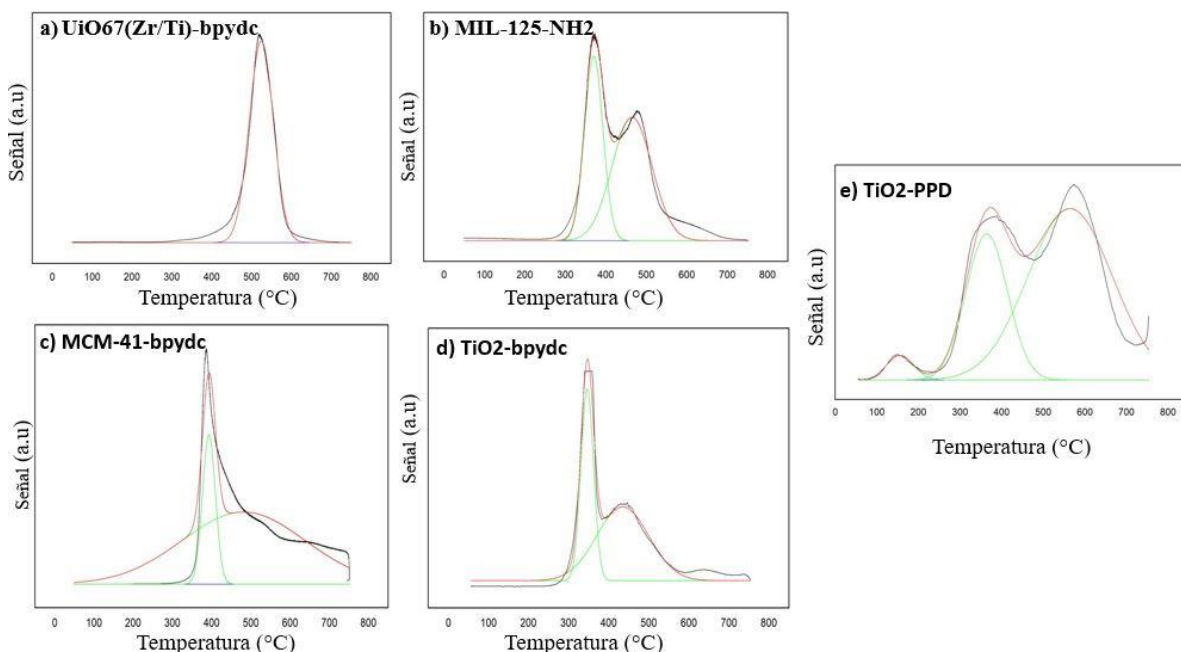 a) UiO67(Zr/Ti)-bpydc
Señal (a.u)
0 100 200 300 400 500 600 700 800
Temperatura (°C)
b) MIL-125-NH2
Señal (a.u)
0 100 200 300 400 500 600 700 800
Temperatura (°C)
c) MCM-41-bpydc
Señal (a.u)
0 100 200 300 400 500 600 700 800
Temperatura (°C)
d) TiO2-bpydc
Señal (a.u)
0 100 200 300 400 500 600 700 800
Temperatura (°C)
e) TiO2-PPD
Señal (a.u)
0 100 200 300 400 500 600 700 800
Temperatura (°C)